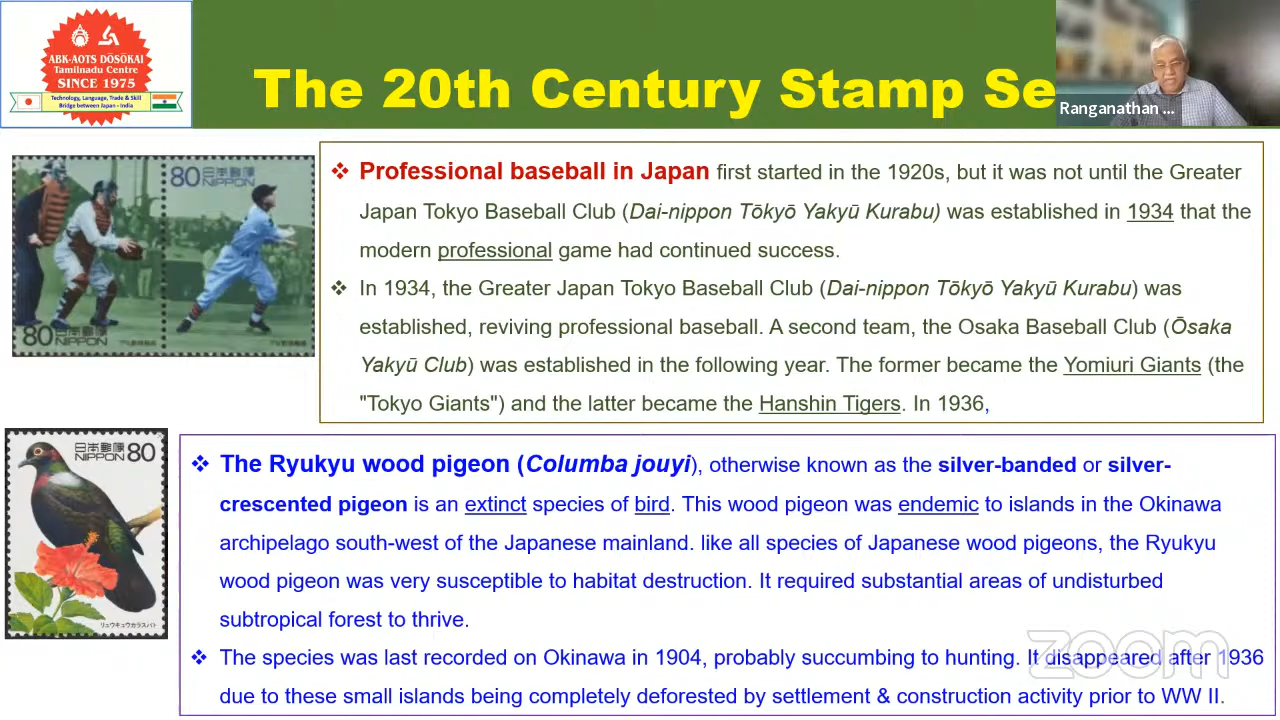 ABK-AOTS DŌSŌKAI
Tamilnadu Centre
SINCE 1975
Technology, Language, Trade & Skill
Bridge between Japan - India
The 20th Century Stamp Se
Ranganathan ...
80 日本郵便
NIPPON
80 日本郵便
NIPPON
❖ Professional baseball in Japan first started in the 1920s, but it was not until the Greater
Japan Tokyo Baseball Club (Dai-nippon Tōkyō Yakyū Kurabu) was established in 1934 that the
modern professional game had continued success.
❖ In 1934, the Greater Japan Tokyo Baseball Club (Dai-nippon Tōkyō Yakyū Kurabu) was
established, reviving professional baseball. A second team, the Osaka Baseball Club (Ōsaka
Yakyū Club) was established in the following year. The former became the Yomiuri Giants (the
"Tokyo Giants") and the latter became the Hanshin Tigers. In 1936,
日本郵便 80
NIPPON
リュウキュウカラスバト
❖ The Ryukyu wood pigeon (Columba jouyi), otherwise known as the silver-banded or silver-
crescented pigeon is an extinct species of bird. This wood pigeon was endemic to islands in the Okinawa
archipelago south-west of the Japanese mainland. like all species of Japanese wood pigeons, the Ryukyu
wood pigeon was very susceptible to habitat destruction. It required substantial areas of undisturbed
subtropical forest to thrive.
❖ The species was last recorded on Okinawa in 1904, probably succumbing to hunting. It disappeared after 1936
due to these small islands being completely deforested by settlement & construction activity prior to WW II.
zoom